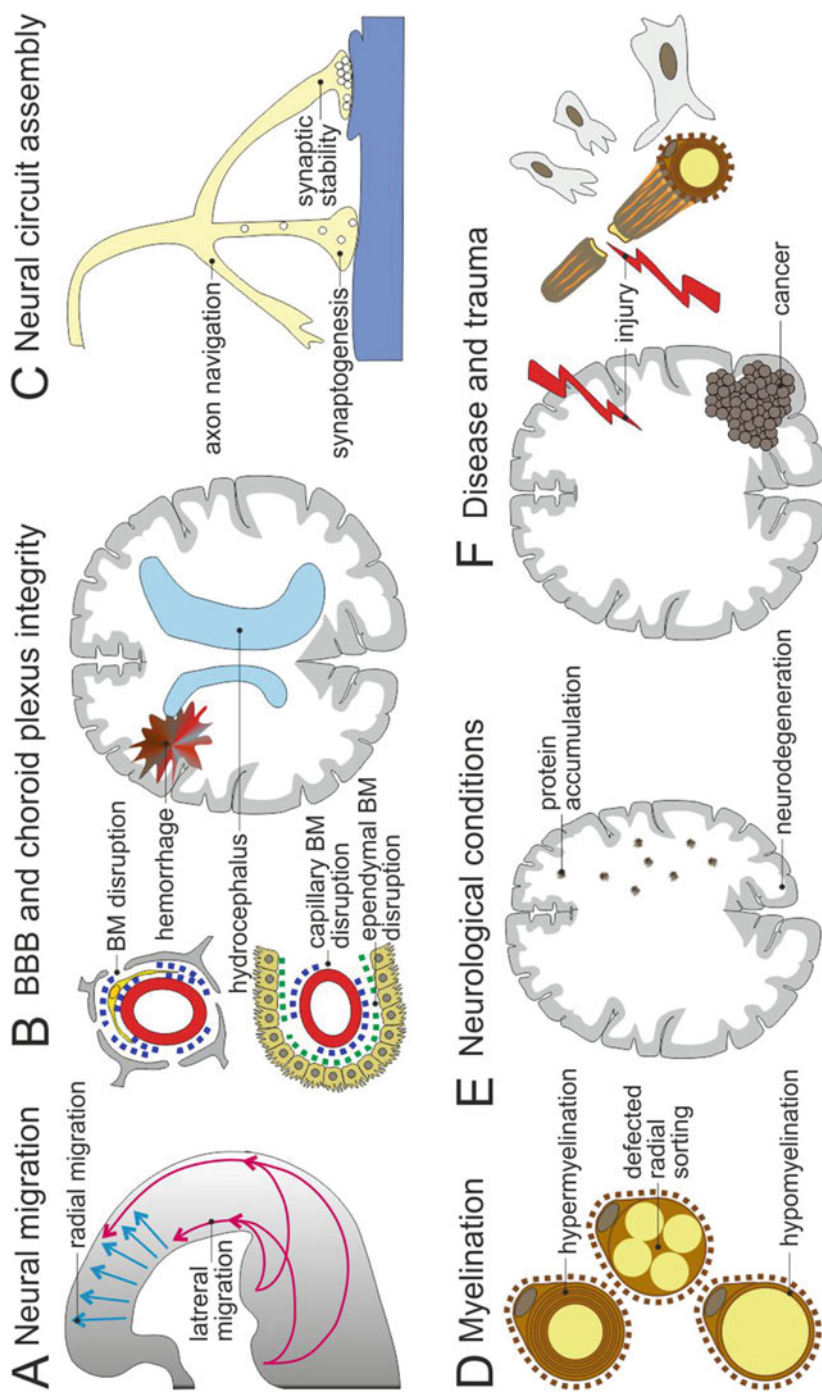 A Neural migration
radial migration
latreral
migration
B BBB and choroid plexus integrity
BM disruption
hemorrhage
hydrocephalus
capillary BM
disruption
ependymal BM
disruption
C Neural circuit assembly
axon navigation
synaptogenesis
synaptic
stability
D Myelination
hypermyelination
defected
radial
sorting
hypomyelination
E Neurological conditions
protein
accumulation
neurodegeneration
F Disease and trauma
injury
cancer